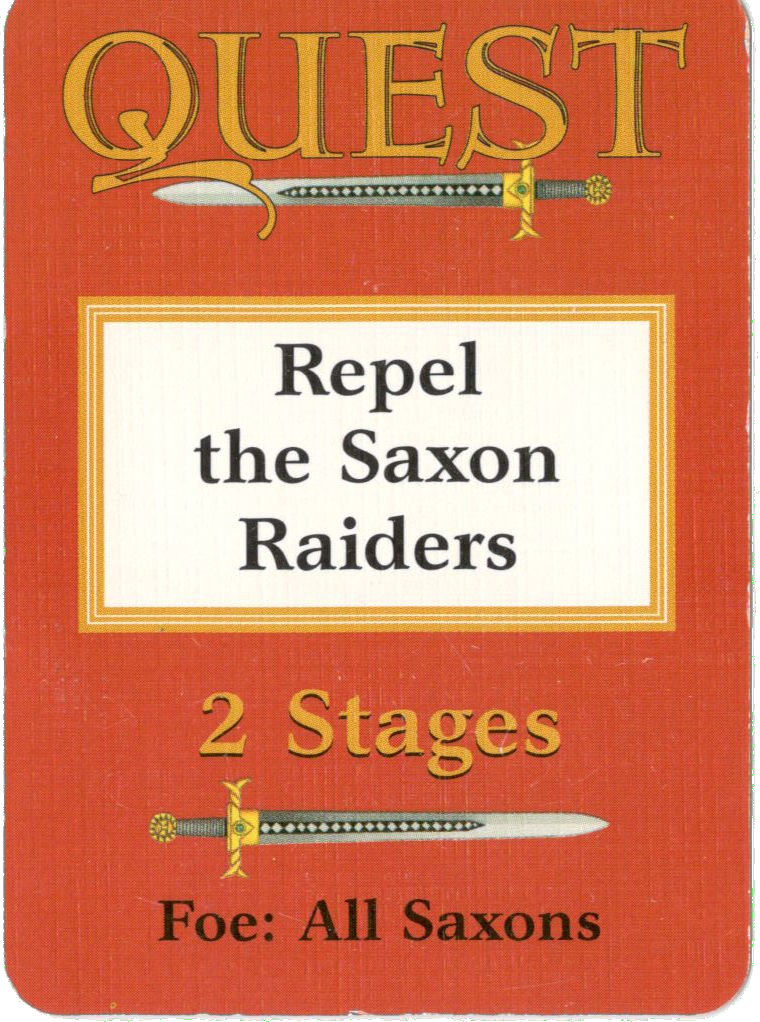 QUEST
Repel
the Saxon
Raiders
2 Stages
Foe: All Saxons